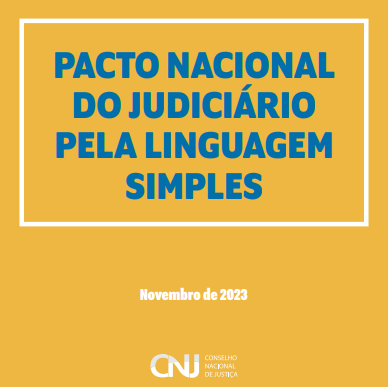 PACTO NACIONAL
DO JUDICIÁRIO
PELA LINGUAGEM
SIMPLES
Novembro de 2023
CNJ
CONSELHO
NACIONAL
DE JUSTIÇA